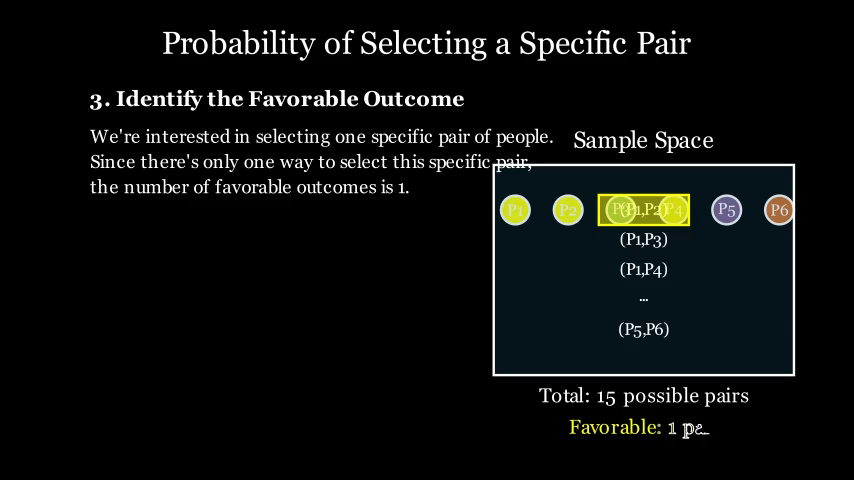 Probability of Selecting a Specific Pair
3. Identify the Favorable Outcome
We're interested in selecting one specific pair of people.
Since there's only one way to select this specific pair,
the number of favorable outcomes is 1.
Sample Space
P1 P2 P3 (P1,P2) P4 P5 P6
(P1,P3)
(P1,P4)
...
(P5,P6)
Total: 15 possible pairs
Favorable: 1